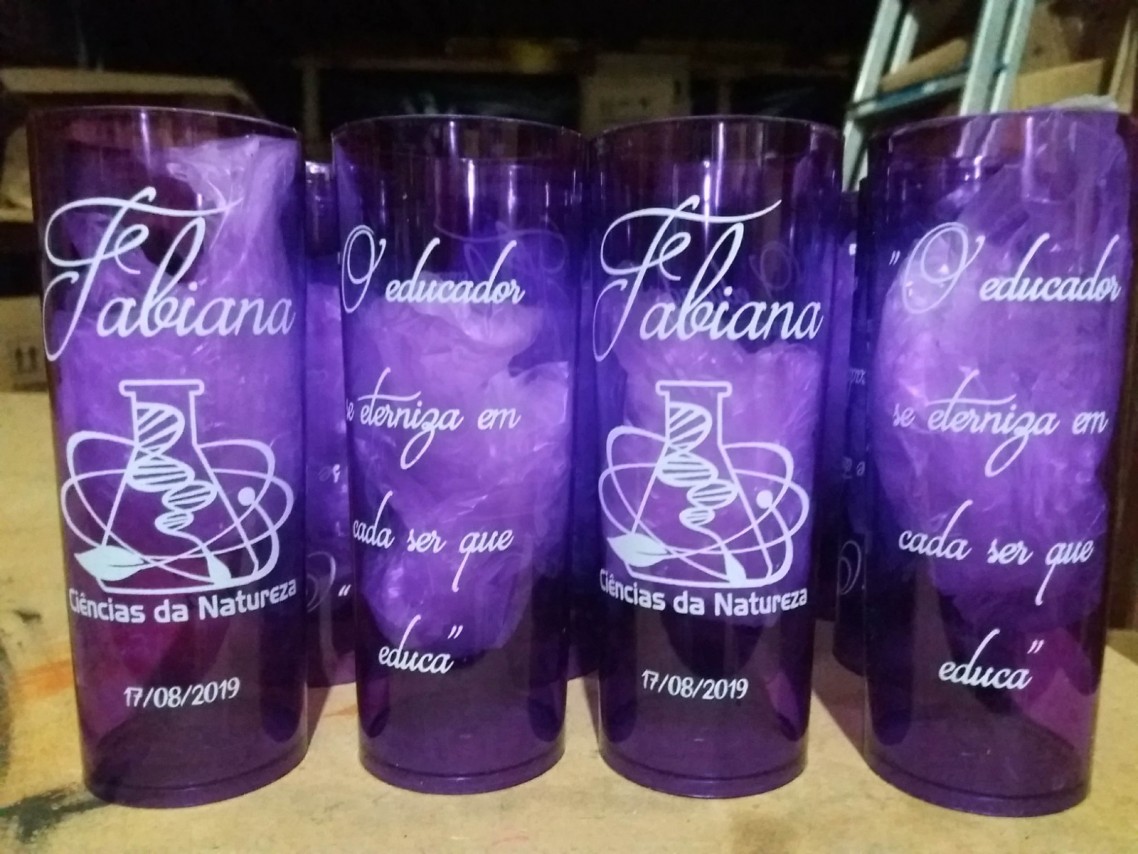 Fabiana
Ciências da Natureza
17/08/2019
O educador
se eterniza em
cada ser que
educa"
Fabiana
Ciências da Natureza
17/08/2019
"O educador
se eterniza em
cada ser que
educa"